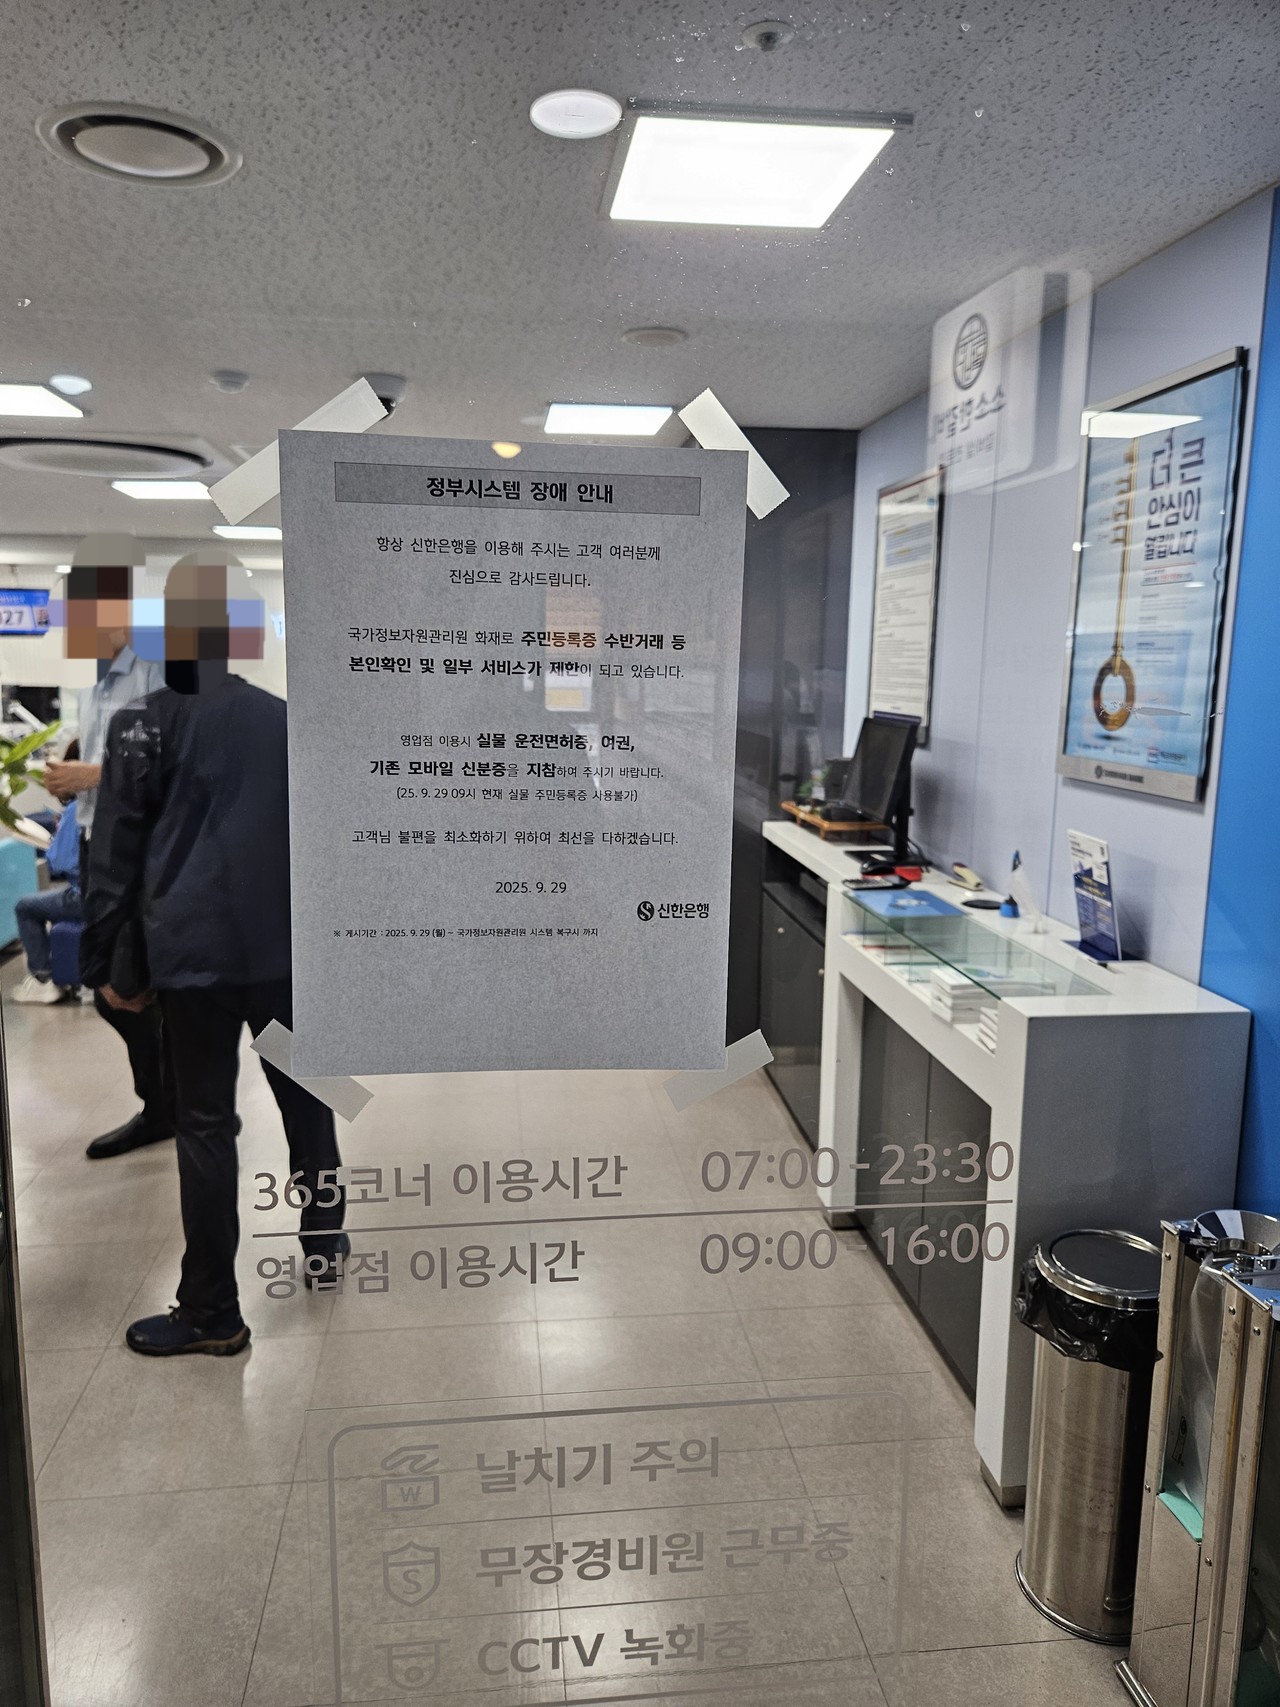 정부시스템 장애 안내
항상 신한은행을 이용해 주시는 고객 여러분께
진심으로 감사드립니다.
국가정보자원관리원 화재로 주민등록증 수반거래 등
본인확인 및 일부 서비스가 제한이 되고 있습니다.
영업점 이용시 실물 운전면허증, 여권,
기존 모바일 신분증을 지참하여 주시기 바랍니다.
(25. 9. 29 09시 현재 실물 주민등록증 사용불가)
고객님 불편을 최소화하기 위하여 최선을 다하겠습니다.
2025. 9. 29
신한은행
※ 게시기간 : 2025. 9. 29 (월) ~ 국가정보자원관리원 시스템 복구시 까지
더 큰
안심이
열립니다
365코너 이용시간 07:00 - 23:30
영업점 이용시간 09:00 - 16:00
날치기 주의
무장경비원 근무중
CCTV 녹화중